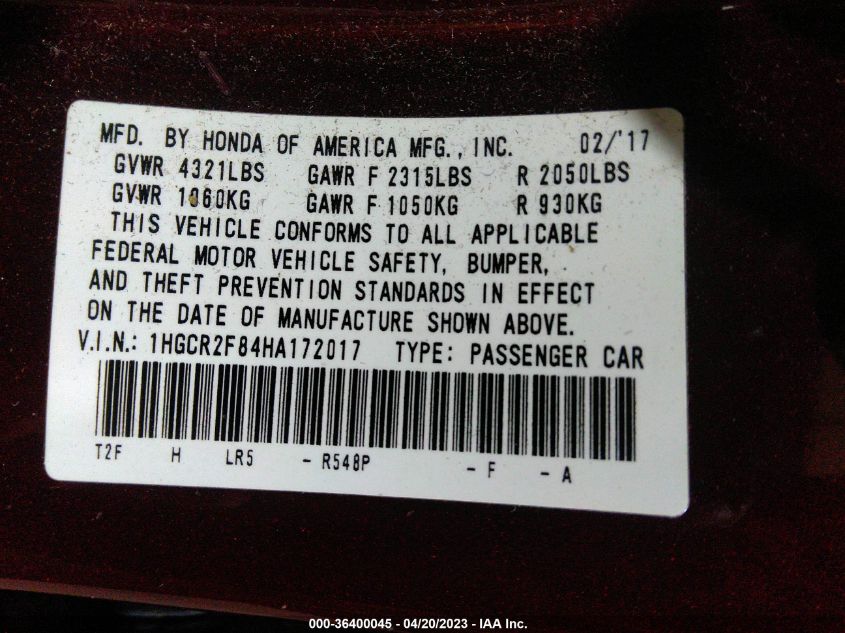 MFD. BY HONDA OF AMERICA MFG., INC. 02/'17
GVWR 4321LBS GAWR F 2315LBS R 2050LBS
GVWR 1960KG GAWR F 1050KG R 930KG
THIS VEHICLE CONFORMS TO ALL APPLICABLE
FEDERAL MOTOR VEHICLE SAFETY, BUMPER,
AND THEFT PREVENTION STANDARDS IN EFFECT
ON THE DATE OF MANUFACTURE SHOWN ABOVE.
V.I.N.: 1HGCR2F84HA172017 TYPE: PASSENGER CAR
T2F H LR5 - R548P - F - A
000-36400045 - 04/20/2023 - IAA Inc.